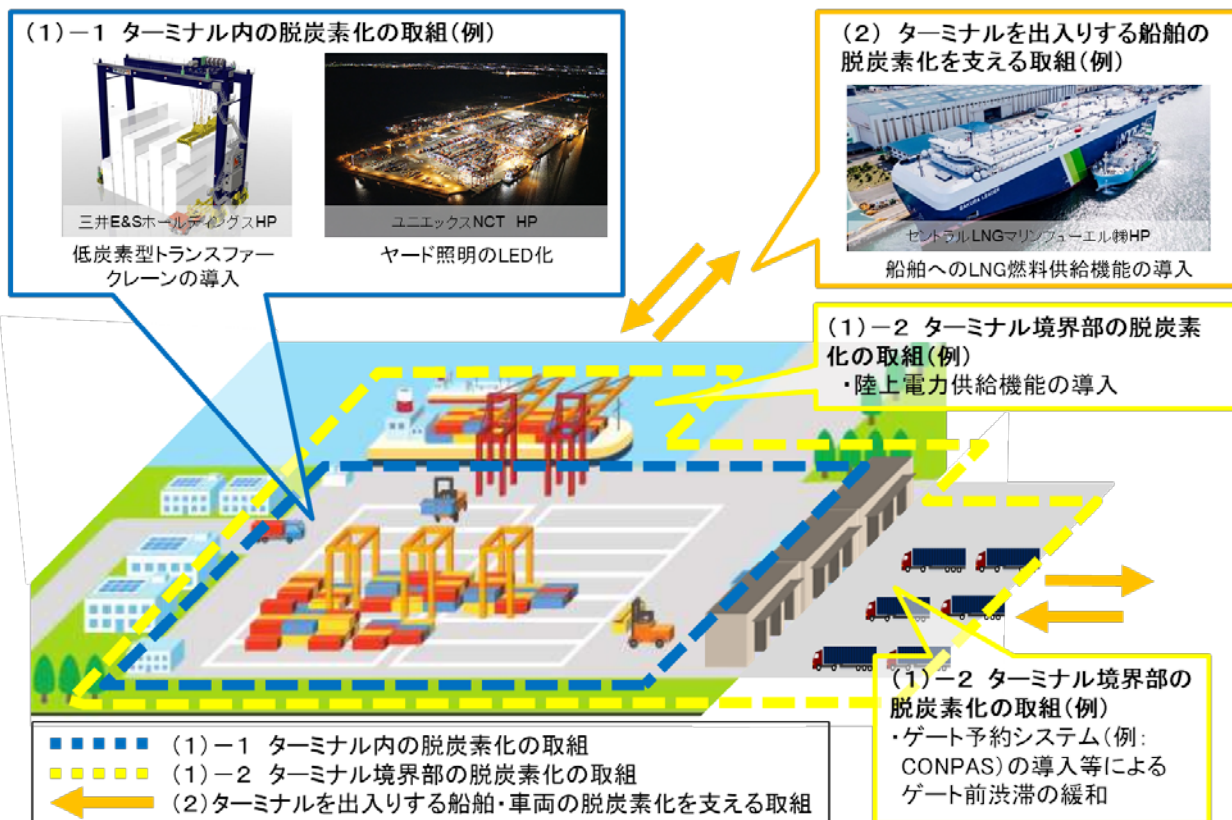 (1)－1 ターミナル内の脱炭素化の取組(例)
三井E&SホールディングスHP
低炭素型トランスファー
クレーンの導入
ユニエックスNCT HP
ヤード照明のLED化
(2) ターミナルを出入りする船舶の
脱炭素化を支える取組(例)
セントラルLNGマリンフューエル㈱HP
船舶へのLNG燃料供給機能の導入
(1)－2 ターミナル境界部の脱炭素
化の取組(例)
・陸上電力供給機能の導入
(1)－2 ターミナル境界部の
脱炭素化の取組(例)
・ゲート予約システム(例:
CONPAS)の導入等による
ゲート前渋滞の緩和
(1)－1 ターミナル内の脱炭素化の取組
(1)－2 ターミナル境界部の脱炭素化の取組
(2)ターミナルを出入りする船舶・車両の脱炭素化を支える取組